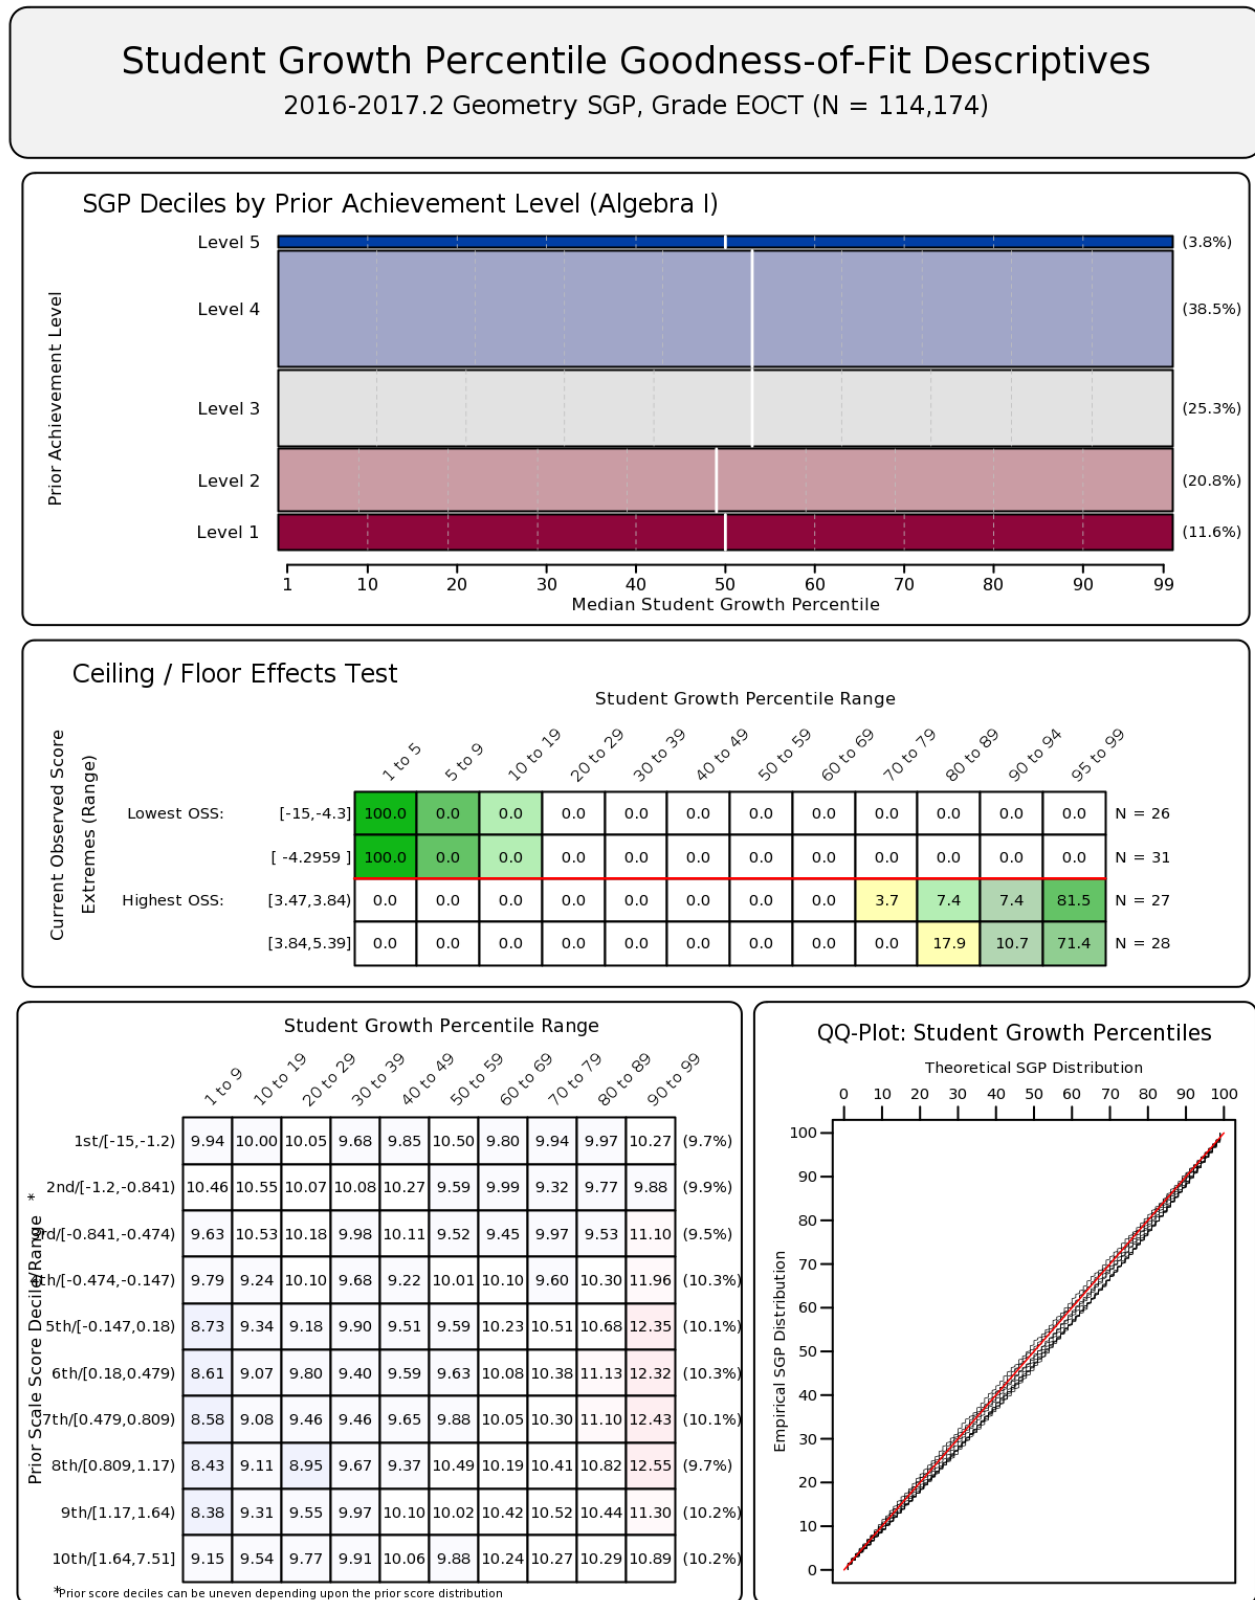 Student Growth Percentile Goodness-of-Fit Descriptives
2016-2017.2 Geometry SGP, Grade EOCT (N = 114,174)
SGP Deciles by Prior Achievement Level (Algebra I)
Prior Achievement Level
Level 5 (3.8%)
Level 4 (38.5%)
Level 3 (25.3%)
Level 2 (20.8%)
Level 1 (11.6%)
1 10 20 30 40 50 60 70 80 90 99
Median Student Growth Percentile
Ceiling / Floor Effects Test
Student Growth Percentile Range
Current Observed Score
Extremes (Range)
1 to 5 5 to 9 10 to 19 20 to 29 30 to 39 40 to 49 50 to 59 60 to 69 70 to 79 80 to 89 90 to 94 95 to 99
Lowest OSS: [-15,-4.3] 100.0 0.0 0.0 0.0 0.0 0.0 0.0 0.0 0.0 0.0 0.0 0.0 N = 26
[ -4.2959 ] 100.0 0.0 0.0 0.0 0.0 0.0 0.0 0.0 0.0 0.0 0.0 0.0 N = 31
Highest OSS: [3.47,3.84) 0.0 0.0 0.0 0.0 0.0 0.0 0.0 0.0 3.7 7.4 7.4 81.5 N = 27
[3.84,5.39] 0.0 0.0 0.0 0.0 0.0 0.0 0.0 0.0 0.0 17.9 10.7 71.4 N = 28
Student Growth Percentile Range
Prior Scale Score Decile/Range *
1 to 9 10 to 19 20 to 29 30 to 39 40 to 49 50 to 59 60 to 69 70 to 79 80 to 89 90 to 99
1st/[-15,-1.2) 9.94 10.00 10.05 9.68 9.85 10.50 9.80 9.94 9.97 10.27 (9.7%)
2nd/[-1.2,-0.841) 10.46 10.55 10.07 10.08 10.27 9.59 9.99 9.32 9.77 9.88 (9.9%)
3rd/[-0.841,-0.474) 9.63 10.53 10.18 9.98 10.11 9.52 9.45 9.97 9.53 11.10 (9.5%)
4th/[-0.474,-0.147) 9.79 9.24 10.10 9.68 9.22 10.01 10.10 9.60 10.30 11.96 (10.3%)
5th/[-0.147,0.18) 8.73 9.34 9.18 9.90 9.51 9.59 10.23 10.51 10.68 12.35 (10.1%)
6th/[0.18,0.479) 8.61 9.07 9.80 9.40 9.59 9.63 10.08 10.38 11.13 12.32 (10.3%)
7th/[0.479,0.809) 8.58 9.08 9.46 9.46 9.65 9.88 10.05 10.30 11.10 12.43 (10.1%)
8th/[0.809,1.17) 8.43 9.11 8.95 9.67 9.37 10.49 10.19 10.41 10.82 12.55 (9.7%)
9th/[1.17,1.64) 8.38 9.31 9.55 9.97 10.10 10.02 10.42 10.52 10.44 11.30 (10.2%)
10th/[1.64,7.51] 9.15 9.54 9.77 9.91 10.06 9.88 10.24 10.27 10.29 10.89 (10.2%)
*Prior score deciles can be uneven depending upon the prior score distribution
QQ-Plot: Student Growth Percentiles
Theoretical SGP Distribution
0 10 20 30 40 50 60 70 80 90 100
Empirical SGP Distribution
100
90
80
70
60
50
40
30
20
10
0